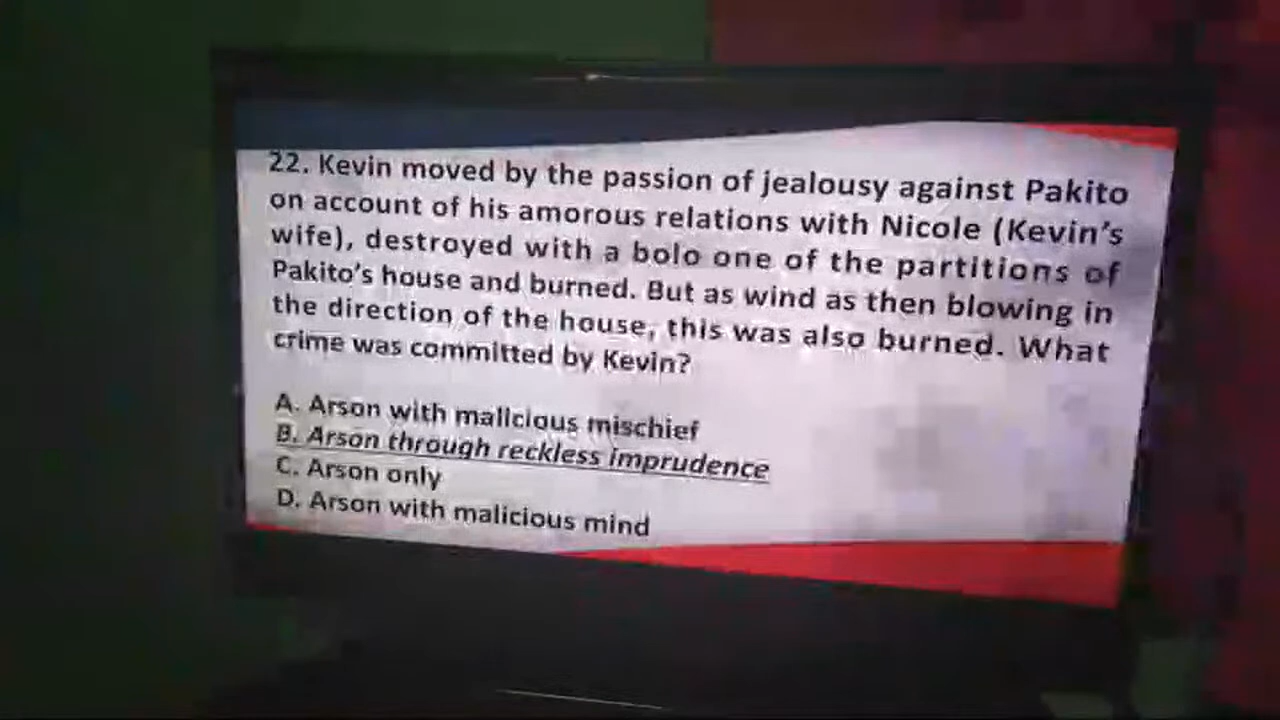 22. Kevin moved by the passion of jealousy against Pakito
on account of his amorous relations with Nicole (Kevin's
wife), destroyed with a bolo one of the partitions of
Pakito's house and burned. But as wind as then blowing in
the direction of the house, this was also burned. What
crime was committed by Kevin?
A. Arson with malicious mischief
B. Arson through reckless imprudence
C. Arson only
D. Arson with malicious mind